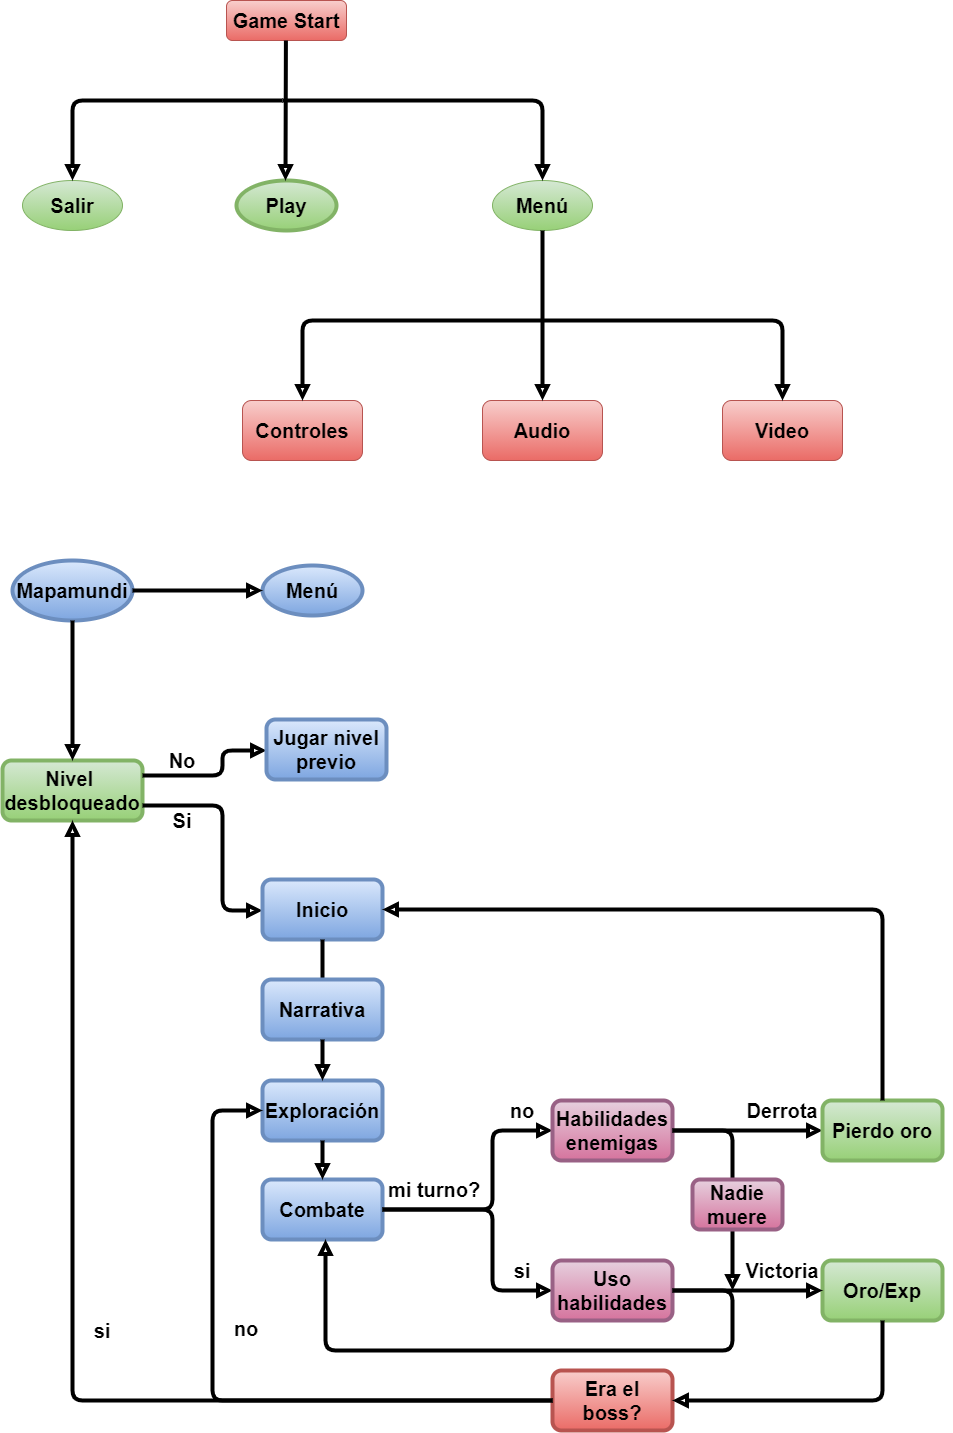 Game Start
Salir
Play
Menú
Controles
Audio
Video
Mapamundi
Menú
Jugar nivel
previo
No
Nivel
desbloqueado
Si
Inicio
Narrativa
Exploración
no
Habilidades
enemigas
Derrota
Pierdo oro
Combate
mi turno?
Nadie
muere
si
Uso
habilidades
Victoria
Oro/Exp
si
no
Era el
boss?